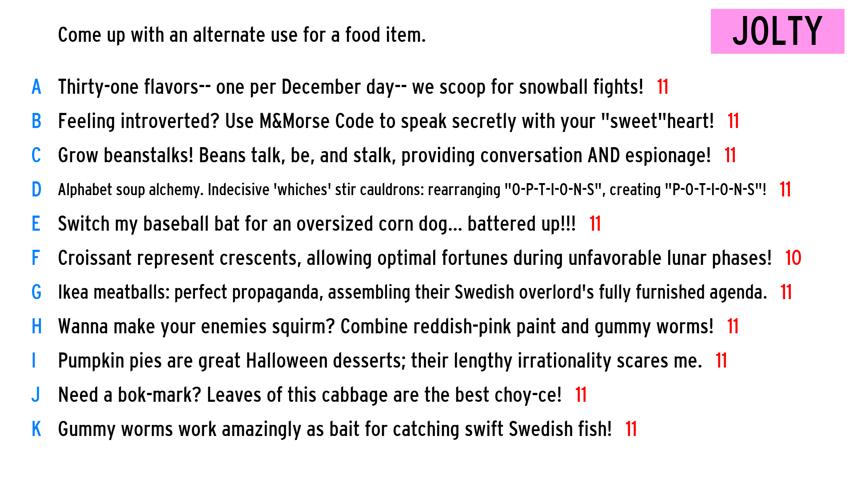 Come up with an alternate use for a food item.
JOLTY
A Thirty-one flavors-- one per December day-- we scoop for snowball fights! 11
B Feeling introverted? Use M&Morse Code to speak secretly with your "sweet"heart! 11
C Grow beanstalks! Beans talk, be, and stalk, providing conversation AND espionage! 11
D Alphabet soup alchemy. Indecisive 'whiches' stir cauldrons: rearranging "O-P-T-I-O-N-S", creating "P-O-T-I-O-N-S"! 11
E Switch my baseball bat for an oversized corn dog... battered up!!! 11
F Croissant represent crescents, allowing optimal fortunes during unfavorable lunar phases! 10
G Ikea meatballs: perfect propaganda, assembling their Swedish overlord's fully furnished agenda. 11
H Wanna make your enemies squirm? Combine reddish-pink paint and gummy worms! 11
I Pumpkin pies are great Halloween desserts; their lengthy irrationality scares me. 11
J Need a bok-mark? Leaves of this cabbage are the best choy-ce! 11
K Gummy worms work amazingly as bait for catching swift Swedish fish! 11